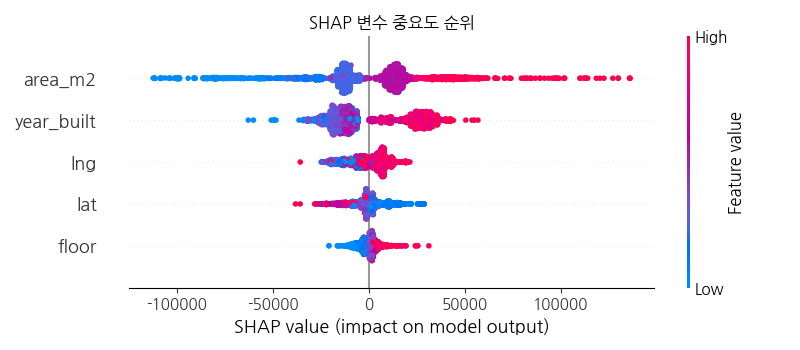 SHAP 변수 중요도 순위
High
area_m2
year_built
lng
lat
floor
Feature value
Low
-100000 -50000 0 50000 100000
SHAP value (impact on model output)